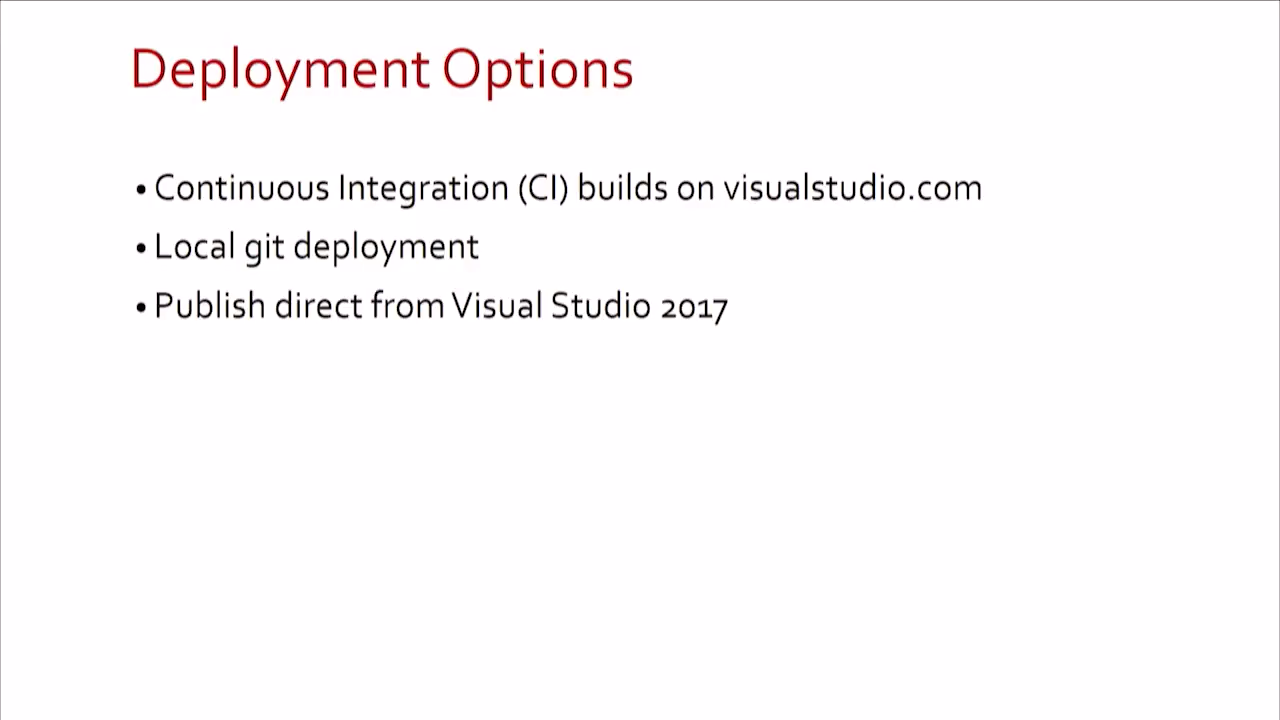 Deployment Options
• Continuous Integration (CI) builds on visualstudio.com
• Local git deployment
• Publish direct from Visual Studio 2017